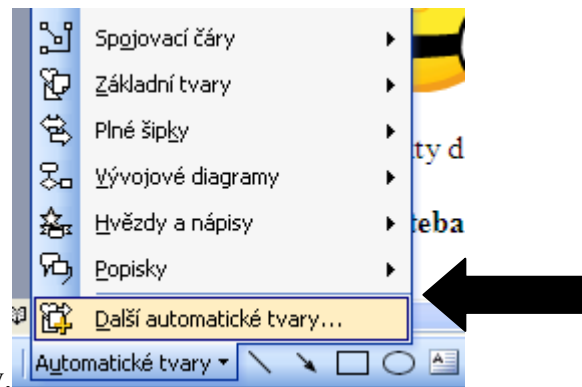 Spojovací čáry
Základní tvary
Plné šipky
ty d
Vývojové diagramy
Hvězdy a nápisy
teba
Popisky
Další automatické tvary...
Automatické tvary